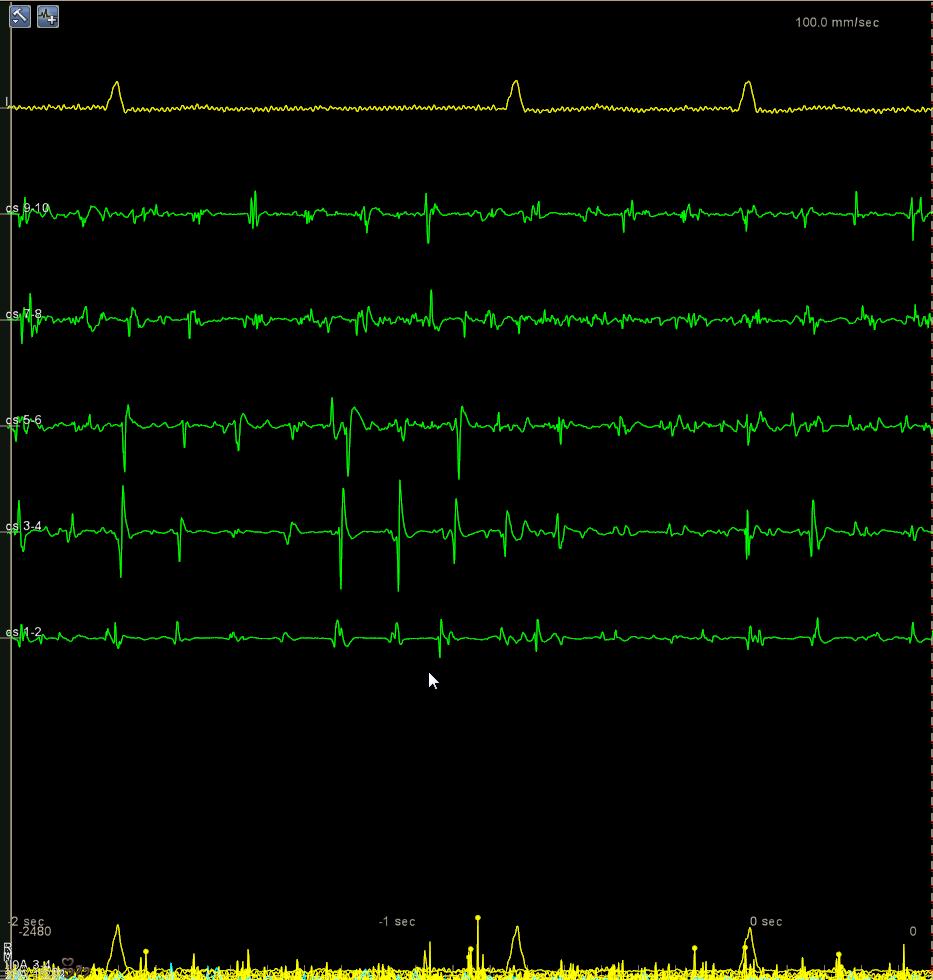 100.0 mm/sec
I
cs 9-10
cs 7-8
cs 5-6
cs 3-4
cs 1-2
-2 sec
-1 sec
0 sec
-2480
0